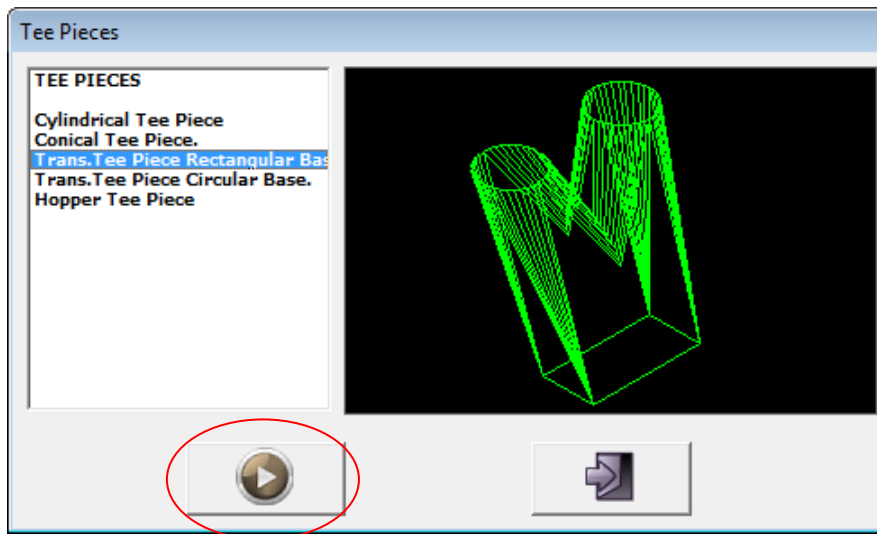 Tee Pieces
TEE PIECES
Cylindrical Tee Piece
Conical Tee Piece.
Trans.Tee Piece Rectangular Bas
Trans.Tee Piece Circular Base.
Hopper Tee Piece